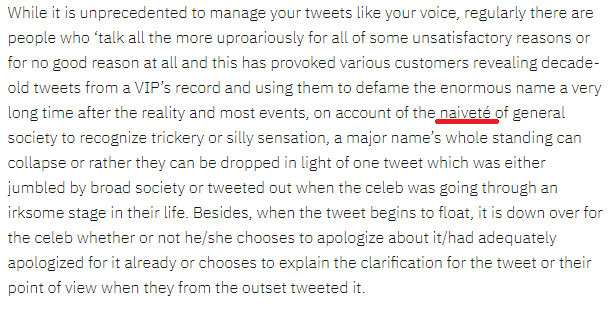 While it is unprecedented to manage your tweets like your voice, regularly there are
people who ‘talk all the more uproariously for all of some unsatisfactory reasons or
for no good reason at all and this has provoked various customers revealing decade-
old tweets from a VIP’s record and using them to defame the enormous name a very
long time after the reality and most events, on account of the naiveté of general
society to recognize trickery or silly sensation, a major name’s whole standing can
collapse or rather they can be dropped in light of one tweet which was either
jumbled by broad society or tweeted out when the celeb was going through an
irksome stage in their life. Besides, when the tweet begins to float, it is down over for
the celeb whether or not he/she chooses to apologize about it/had adequately
apologized for it already or chooses to explain the clarification for the tweet or their
point of view when they from the outset tweeted it.